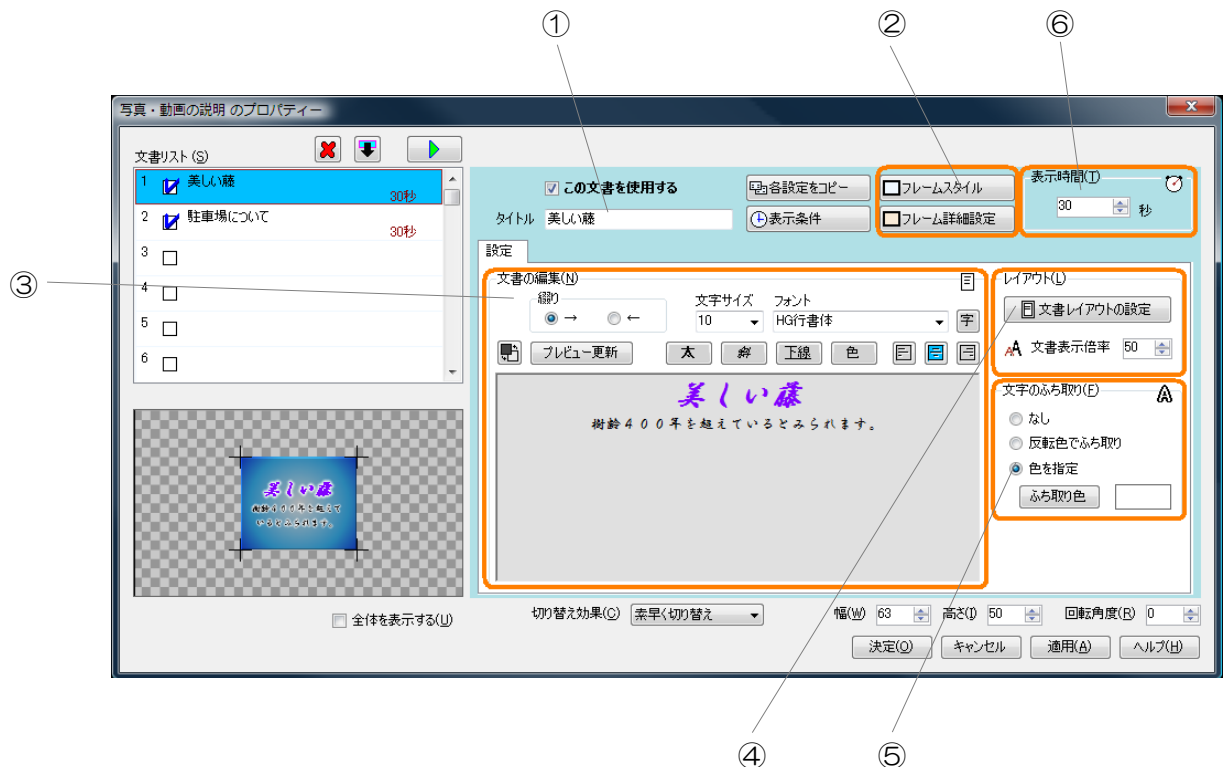 ① ② ⑥
写真・動画の説明 のプロパティー
文書リスト (S)
1 美しい藤
30秒
2 駐車場について
30秒
3
4
5
6
全体を表示する(U)
この文書を使用する
各設定をコピー
フレームスタイル
タイトル 美しい藤
表示条件
フレーム詳細設定
表示時間(T)
30 秒
設定
③
文書の編集(N)
綴り
→ ←
文字サイズ フォント
10 HG行書体 字
プレビュー更新 太 斜 下線 色
美しい藤
樹齢400年を超えているとみられます。
レイアウト(L)
文書レイアウトの設定
AA 文書表示倍率 50
文字のふち取り(F)
A
なし
反転色でふち取り
色を指定
ふち取り色
美しい藤
樹齢400年を超えて
いるとみられます。
切り替え効果(C) 素早く切り替え 幅(W) 63 高さ(I) 50 回転角度(R) 0
決定(O) キャンセル 適用(A) ヘルプ(H)
④ ⑤